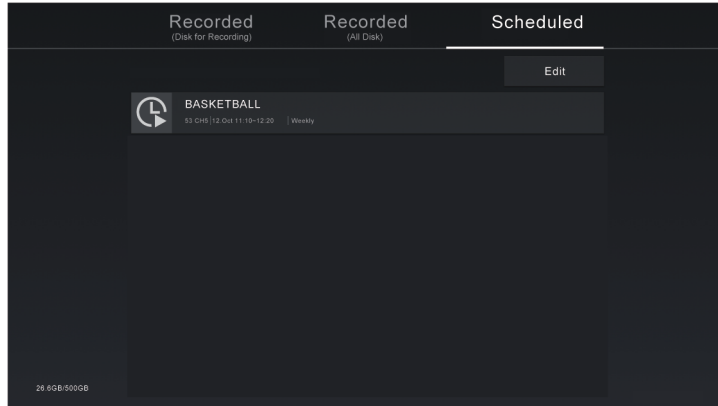 Recorded
(Disk for Recording)
Recorded
(All Disk)
Scheduled
Edit
BASKETBALL
53 CH5 | 12.Oct 11:10~12:20 | Weekly
26.6GB/500GB